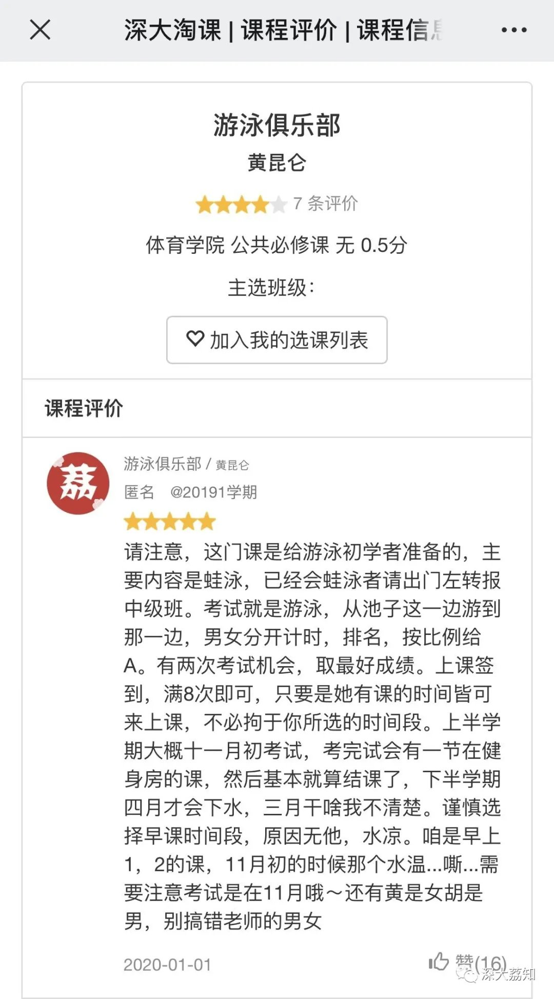 深大淘课 | 课程评价 | 课程信息
游泳俱乐部
黄昆仑
7 条评价
体育学院 公共必修课 无 0.5分
主选班级：
加入我的选课列表
课程评价
荔
游泳俱乐部 / 黄昆仑
匿名 @20191学期
请注意，这门课是给游泳初学者准备的，主
要内容是蛙泳，已经会蛙泳者请出门左转报
中级班。考试就是游泳，从池子这一边游到
那一边，男女分开计时，排名，按比例给
A。有两次考试机会，取最好成绩。上课签
到，满8次即可，只要是她有课的时间皆可
来上课，不必拘于你所选的时间段。上半学
期大概十一月初考试，考完试会有一节在健
身房的课，然后基本就算结课了，下半学期
四月才会下水，三月干啥我不清楚。谨慎选
择早课时间段，原因无他，水凉。咱是早上
1，2的课，11月初的时候那个水温...嘶...需
要注意考试是在11月哦～还有黄是女胡是
男，别搞错老师的男女
2020-01-01
赞(16)
深大荔知